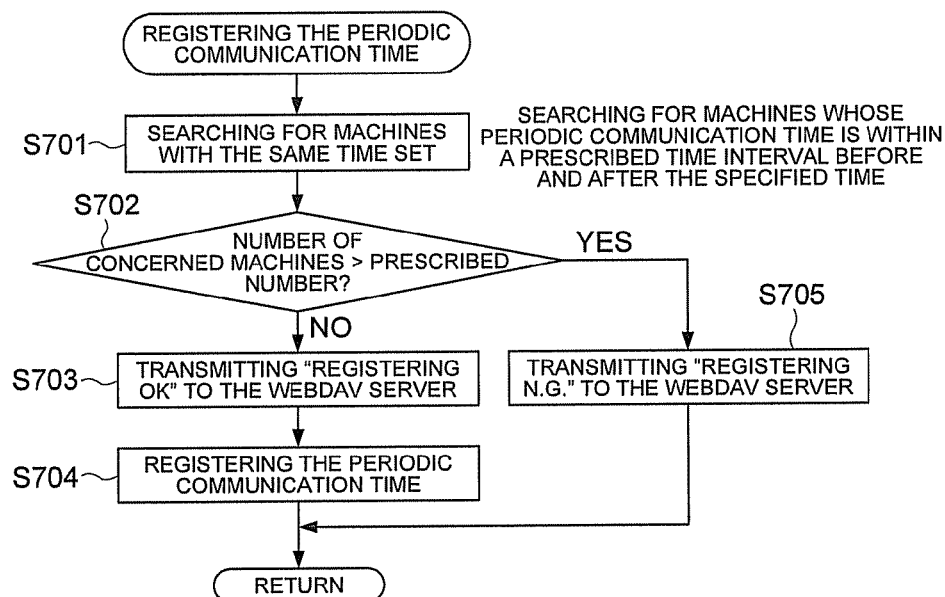 REGISTERING THE PERIODIC
COMMUNICATION TIME
S701
SEARCHING FOR MACHINES
WITH THE SAME TIME SET
SEARCHING FOR MACHINES WHOSE
PERIODIC COMMUNICATION TIME IS WITHIN
A PRESCRIBED TIME INTERVAL BEFORE
AND AFTER THE SPECIFIED TIME
S702
NUMBER OF
CONCERNED MACHINES > PRESCRIBED
NUMBER?
YES
NO
S703
TRANSMITTING “REGISTERING
OK” TO THE WEBDAV SERVER
S705
TRANSMITTING “REGISTERING
N.G.” TO THE WEBDAV SERVER
S704
REGISTERING THE PERIODIC
COMMUNICATION TIME
RETURN